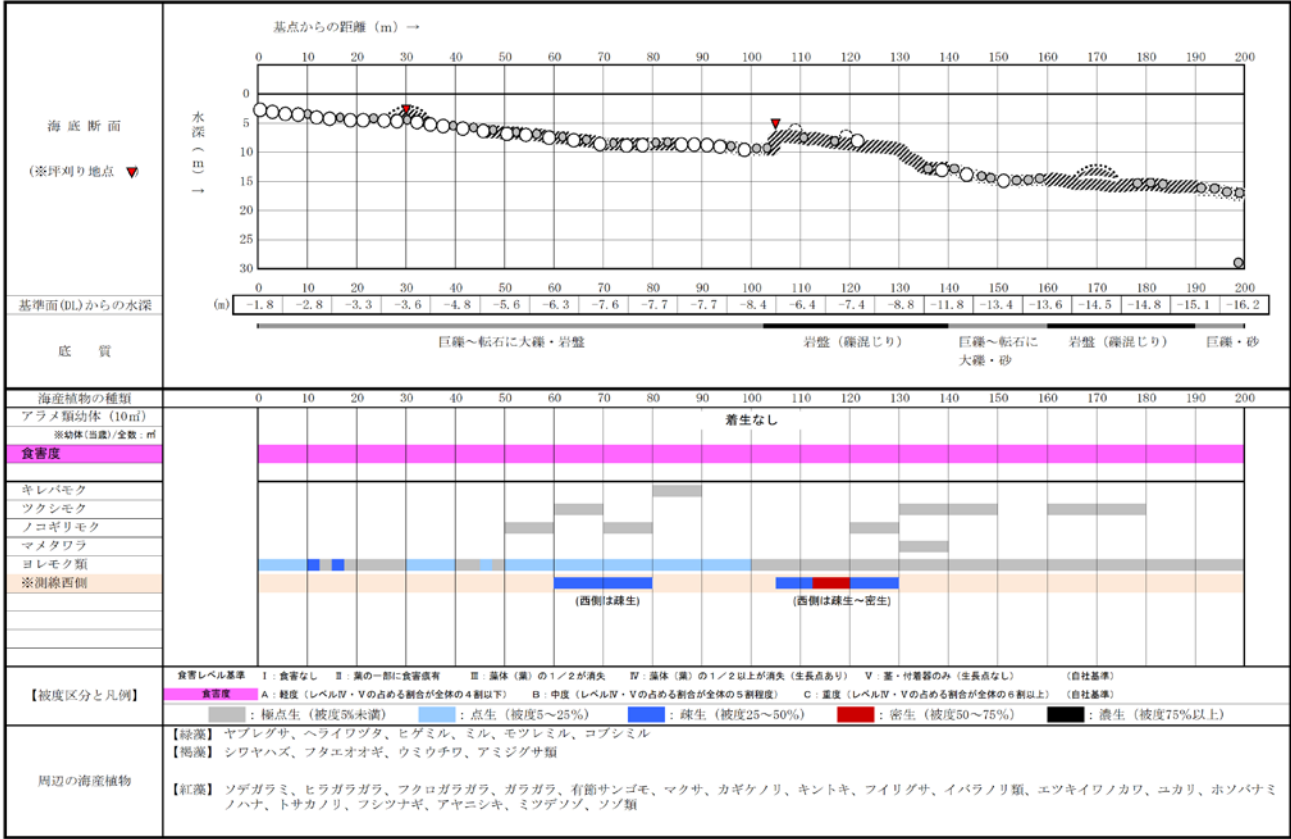 基点からの距離（m）→
0 10 20 30 40 50 60 70 80 90 100 110 120 130 140 150 160 170 180 190 200
海底断面
(※坪刈り地点 ▼)
水深（m）→
0
5
10
15
20
25
30
基準面(DL)からの水深
(m) -1.8 -2.8 -3.3 -3.6 -4.8 -5.6 -6.3 -7.6 -7.7 -7.7 -8.4 -6.4 -7.4 -8.8 -11.8 -13.4 -13.6 -14.5 -14.8 -15.1 -16.2
底質
巨礫～転石に大礫・岩盤 岩盤（礫混じり） 巨礫～転石に 岩盤（礫混じり） 巨礫・砂
大礫・砂
海産植物の種類
0 10 20 30 40 50 60 70 80 90 100 110 120 130 140 150 160 170 180 190 200
アラメ類幼体（10㎡）
着生なし
※幼体(当歳)/全数：㎡
食害度
キレバモク
ツクシモク
ノコギリモク
マメタワラ
ヨレモク類
※測線西側
(西側は疎生) (西側は疎生～密生)
【被度区分と凡例】
食害レベル基準 Ⅰ：食害なし Ⅱ：葉の一部に食害痕有 Ⅲ：藻体（葉）の１/２が消失 Ⅳ：藻体（葉）の１/２以上が消失（生長点あり） Ⅴ：茎・付着器のみ（生長点なし） （自社基準）
食害度 A：軽度（レベルⅣ・Ⅴの占める割合が全体の４割以下） B：中度（レベルⅣ・Ⅴの占める割合が全体の５割程度） C：重度（レベルⅣ・Ⅴの占める割合が全体の６割以上） （自社基準）
：極点生（被度5%未満） ：点生（被度5～25%） ：疎生（被度25～50%） ：密生（被度50～75%） ：濃生（被度75%以上）
周辺の海産植物
【緑藻】 ヤブレグサ、ヘライワヅタ、ヒゲミル、ミル、モツレミル、コブシミル
【褐藻】 シワヤハズ、フタエオオギ、ウミウチワ、アミジグサ類
【紅藻】 ソデガラミ、ヒラガラガラ、フクロガラガラ、ガラガラ、有節サンゴモ、マクサ、カギケノリ、キントキ、フイリグサ、イバラノリ類、エツキイワノカワ、ユカリ、ホソバナミ
ノハナ、トサカノリ、フシツナギ、アヤニシキ、ミツデソゾ、ソゾ類